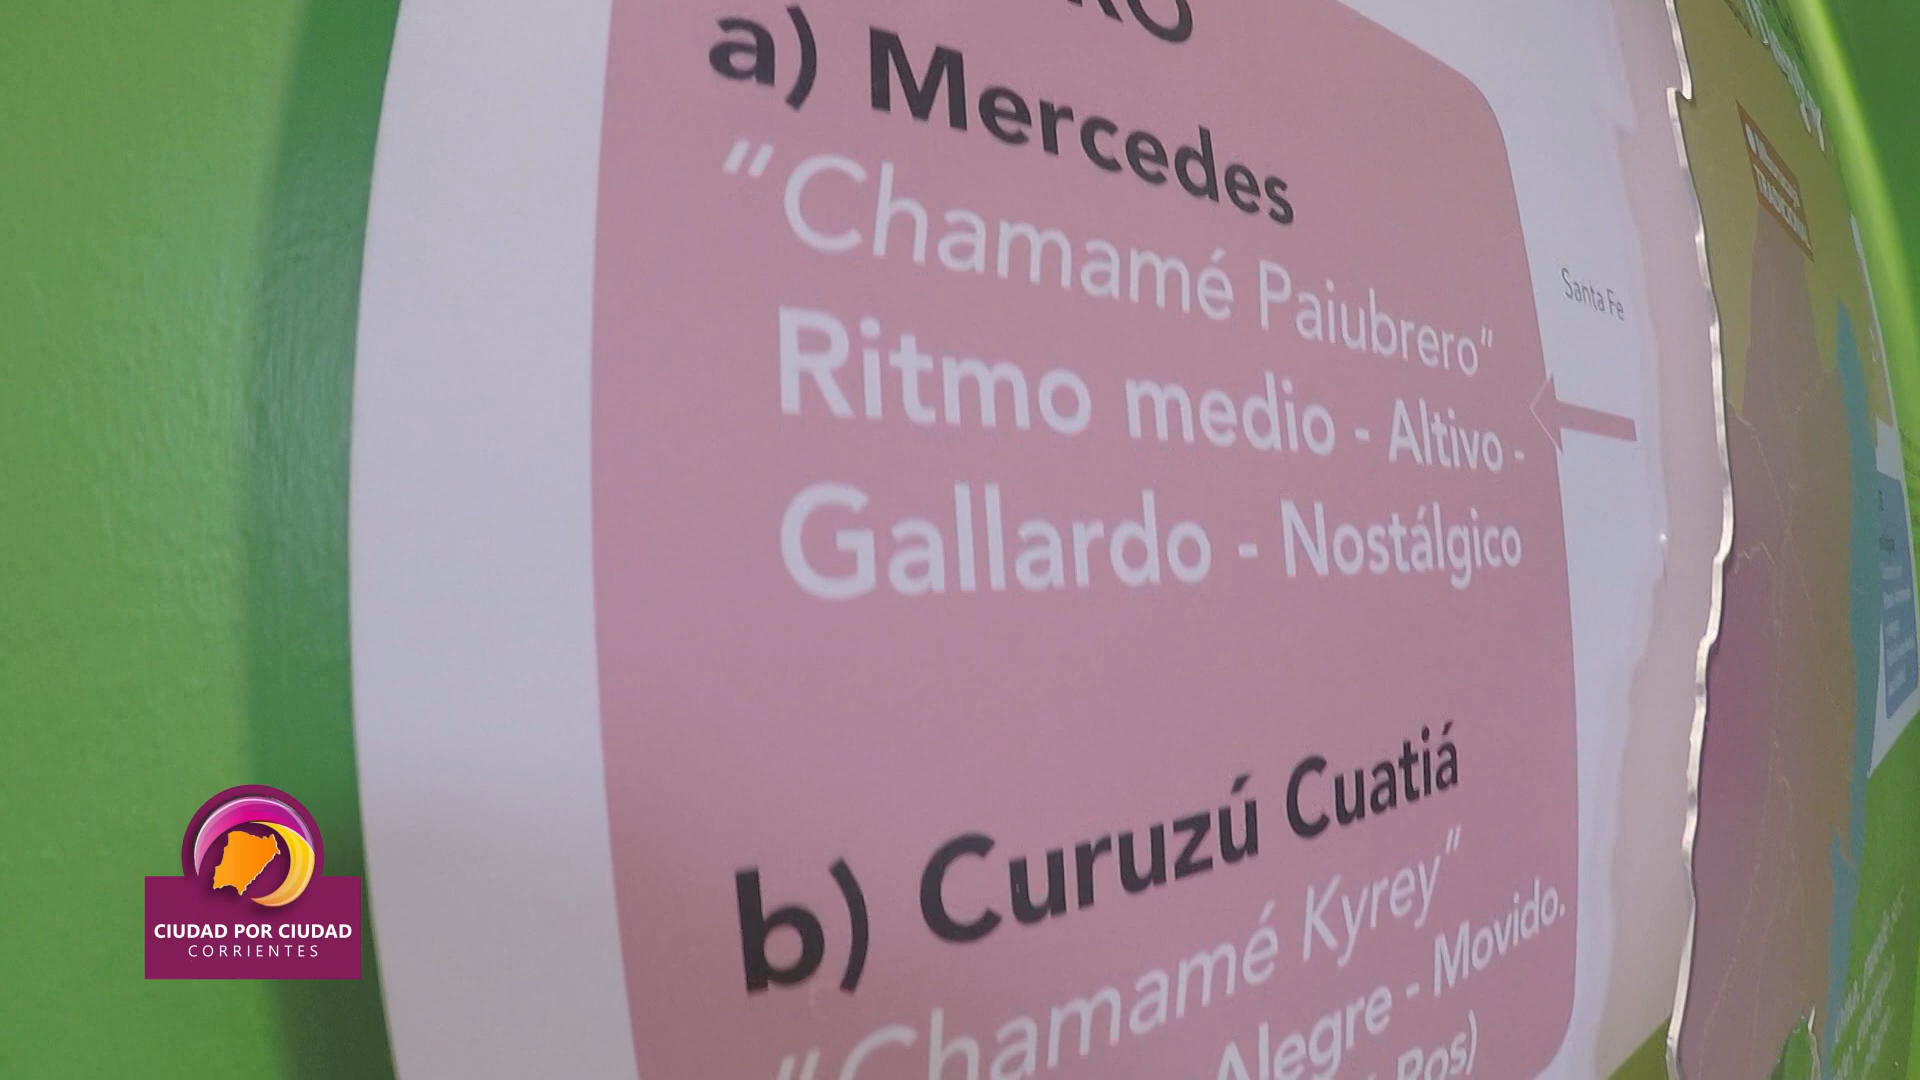 a) Mercedes
“Chamamé Paiubrero”
Ritmo medio - Altivo -
Gallardo - Nostálgico
Santa Fe
b) Curuzú Cuatiá
“Chamamé Kyrey”
Alegre - Movido.
CIUDAD POR CIUDAD
CORRIENTES